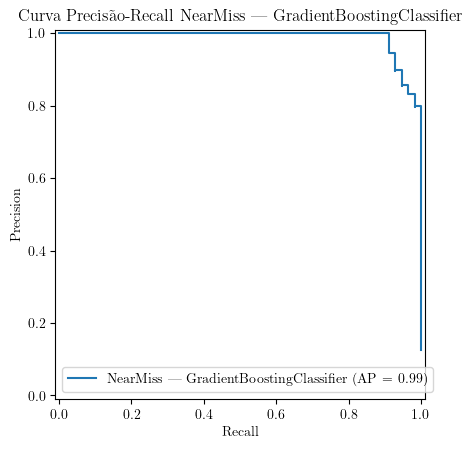 Curva Precisão-Recall NearMiss — GradientBoostingClassifier
1.0
0.8
0.6
0.4
0.2
0.0
Precision
NearMiss — GradientBoostingClassifier (AP = 0.99)
0.0 0.2 0.4 0.6 0.8 1.0
Recall